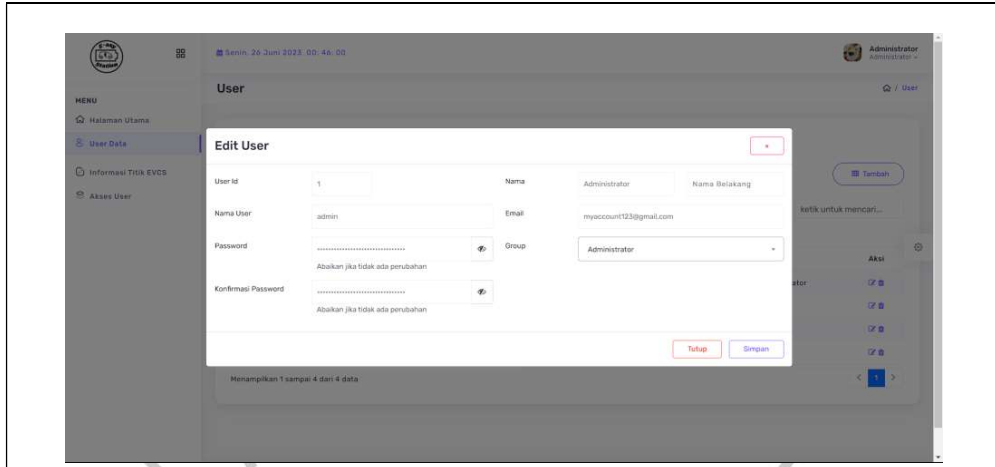 Senin, 26 Juni 2023 00: 46: 00
Administrator
Administrator
User
/ User
MENU
Halaman Utama
User Data
Informasi Titik EVCS
Akses User
Edit User
x
User Id
1
Nama
Administrator
Nama Belakang
Nama User
admin
Email
myaccount123@gmail.com
Password
Abaikan jika tidak ada perubahan
Group
Administrator
Konfirmasi Password
Abaikan jika tidak ada perubahan
Tutup
Simpan
Tambah
ketik untuk mencari...
Aksi
ator
Menampilkan 1 sampai 4 dari 4 data
< 1 >